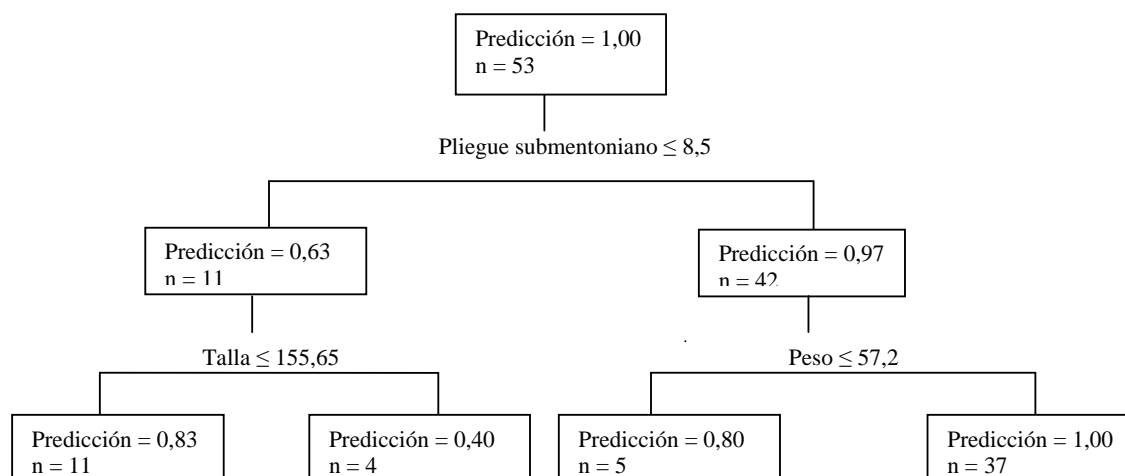 Predicción = 1,00
n = 53
Pliegue submentoniano ≤ 8,5
Predicción = 0,63
n = 11
Predicción = 0,97
n = 42
Talla ≤ 155,65
Peso ≤ 57,2
Predicción = 0,83
n = 11
Predicción = 0,40
n = 4
Predicción = 0,80
n = 5
Predicción = 1,00
n = 37